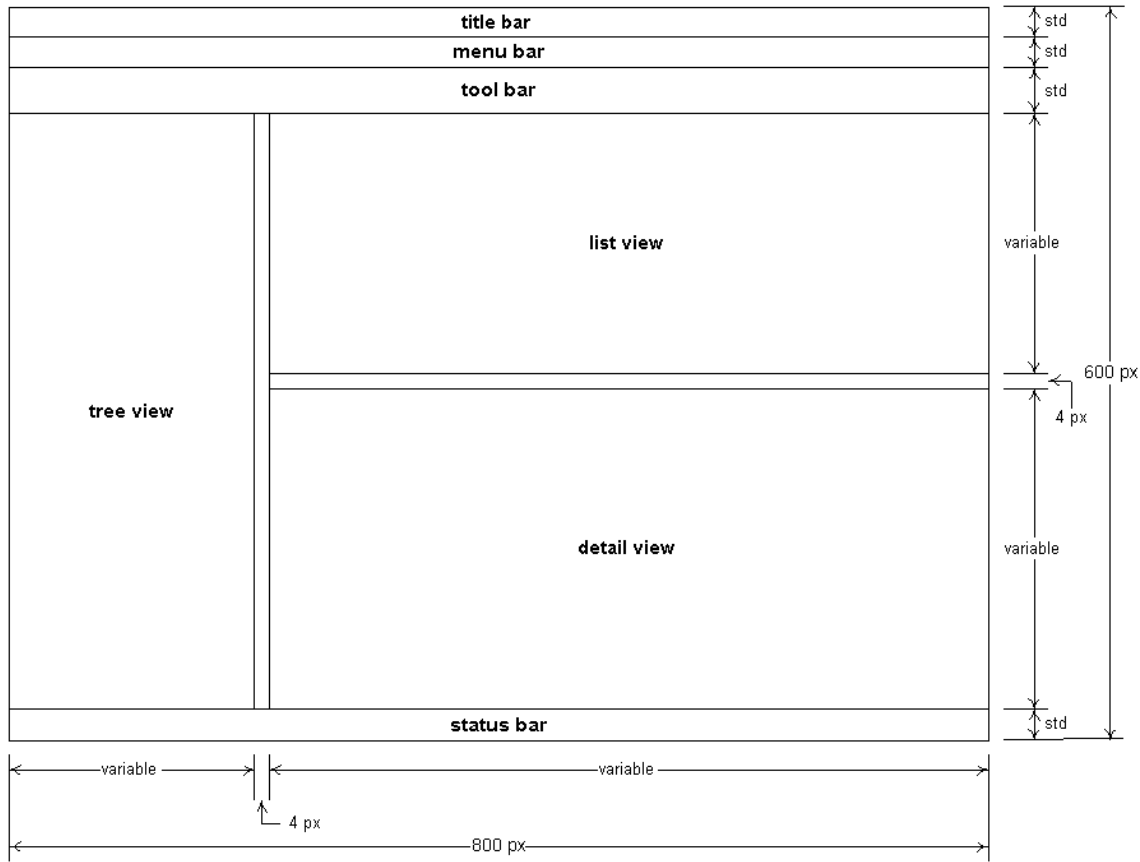 title bar
std
menu bar
std
tool bar
std
list view
variable
600 px
tree view
4 px
detail view
variable
status bar
std
variable
variable
4 px
800 px